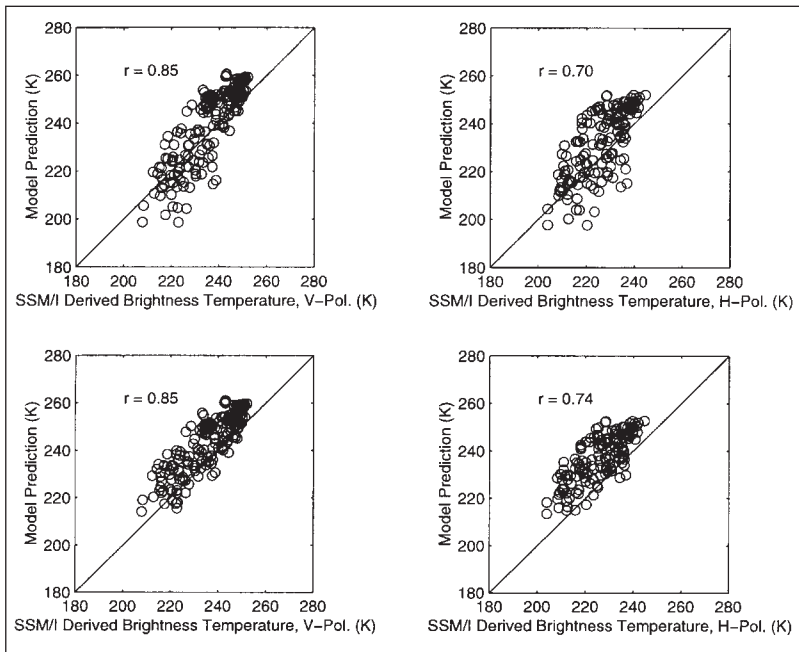 280
260
240
220
200
180
Model Prediction (K)
r = 0.85
180 200 220 240 260 280
SSM/I Derived Brightness Temperature, V-Pol. (K)
280
260
240
220
200
180
Model Prediction (K)
r = 0.70
180 200 220 240 260 280
SSM/I Derived Brightness Temperature, H-Pol. (K)
280
260
240
220
200
180
Model Prediction (K)
r = 0.85
180 200 220 240 260 280
SSM/I Derived Brightness Temperature, V-Pol. (K)
280
260
240
220
200
180
Model Prediction (K)
r = 0.74
180 200 220 240 260 280
SSM/I Derived Brightness Temperature, H-Pol. (K)